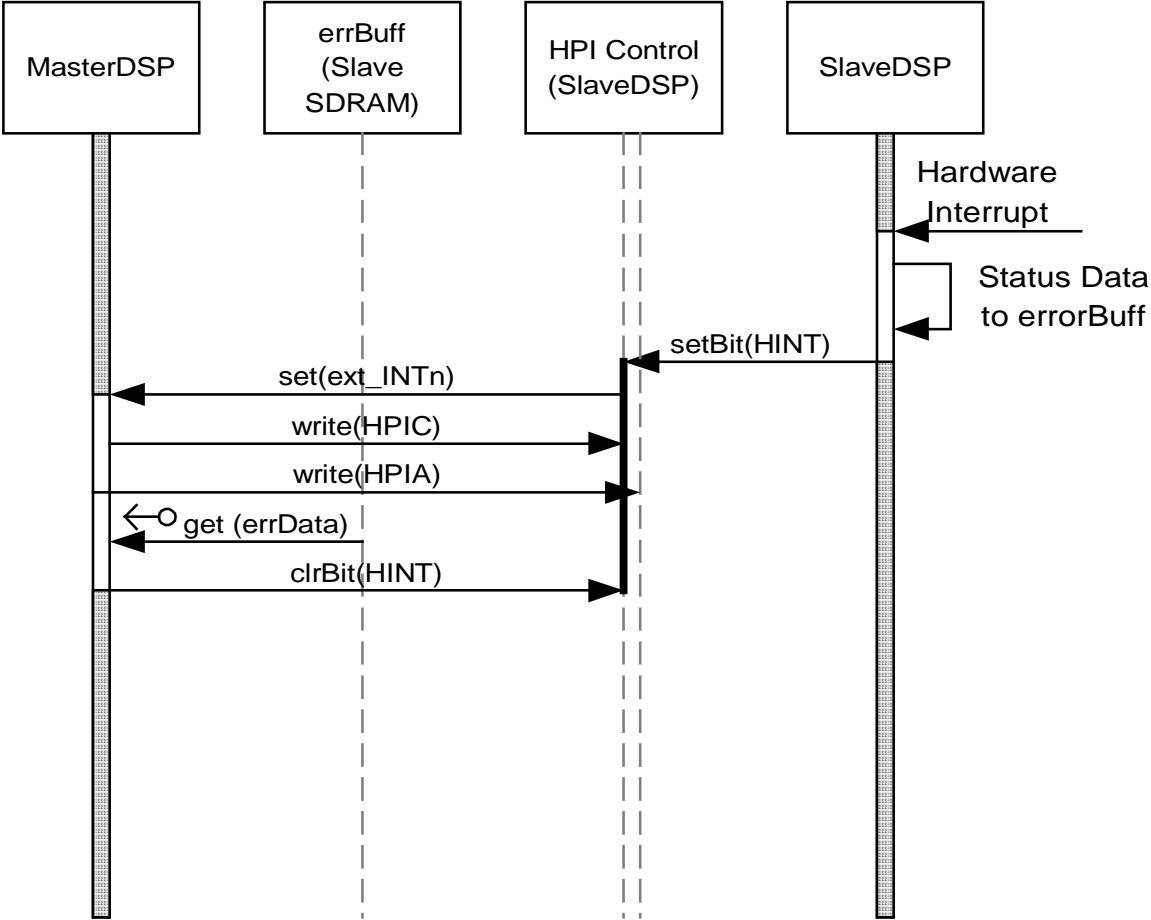 MasterDSP
errBuff
(Slave
SDRAM)
HPI Control
(SlaveDSP)
SlaveDSP
Hardware
Interrupt
Status Data
to errorBuff
setBit(HINT)
set(ext_INTn)
write(HPIC)
write(HPIA)
get (errData)
clrBit(HINT)